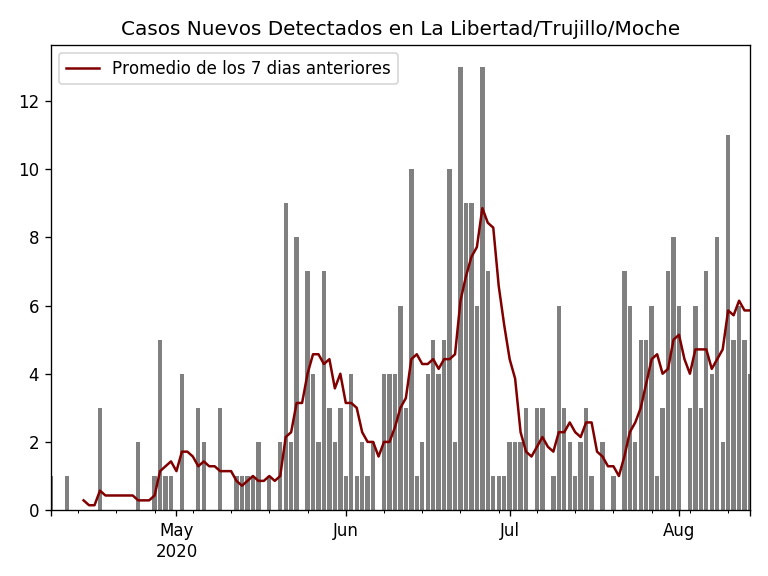 Casos Nuevos Detectados en La Libertad/Trujillo/Moche
Promedio de los 7 dias anteriores
12
10
8
6
4
2
0
May
2020
Jun
Jul
Aug